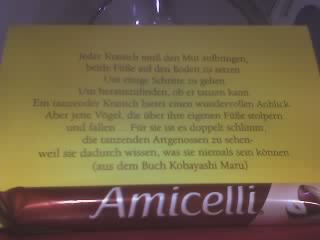 Jeder Kranich muß den Mut aufbringen,
beide Füße auf den Boden zu setzen
Um einige Schritte zu gehen
Um herauszufinden, ob er tanzen kann
Ein tanzender Kranich bietet einen wundervollen Anblick
Aber jene Vögel, die über ihre eigenen Füße stolpern
und fallen ... Für sie ist es doppelt schlimm,
die tanzenden Artgenossen zu sehen-
weil sie dadurch wissen, was sie niemals sein können
(aus dem Buch Kobayashi Maru)
Amicelli